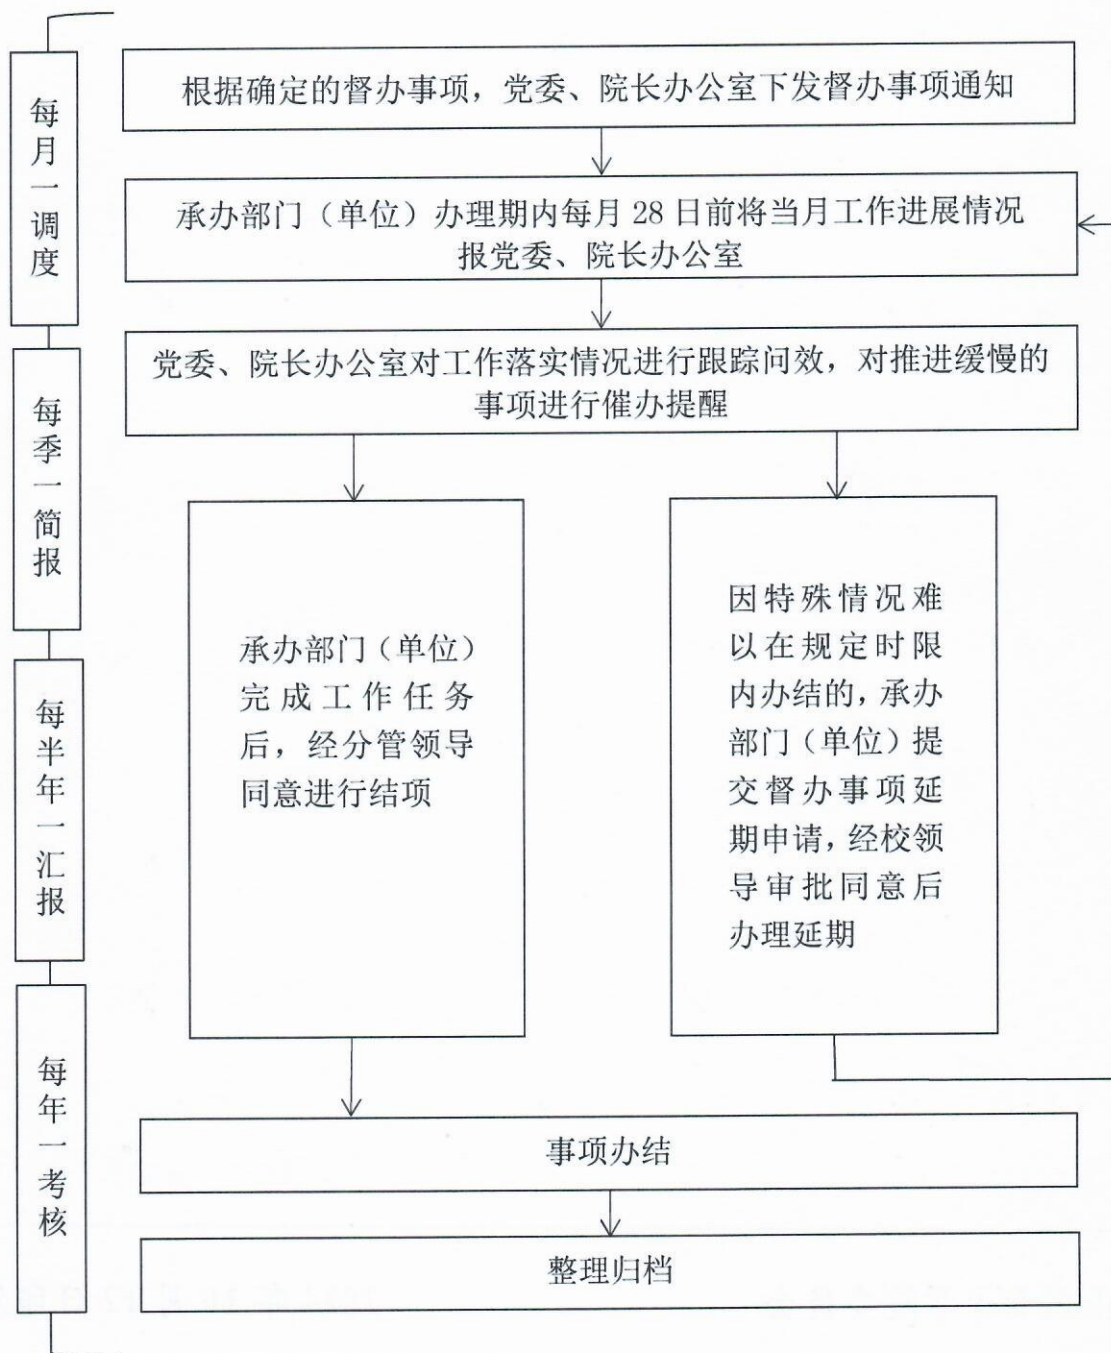 每月一调度
每季一简报
每半年一汇报
每年一考核
根据确定的督办事项，党委、院长办公室下发督办事项通知
承办部门（单位）办理期内每月 28 日前将当月工作进展情况
报党委、院长办公室
党委、院长办公室对工作落实情况进行跟踪问效，对推进缓慢的
事项进行催办提醒
承办部门（单位）
完成工作任务
后，经分管领导
同意进行结项
因特殊情况难
以在规定时限
内办结的，承办
部门（单位）提
交督办事项延
期申请，经校领
导审批同意后
办理延期
事项办结
整理归档